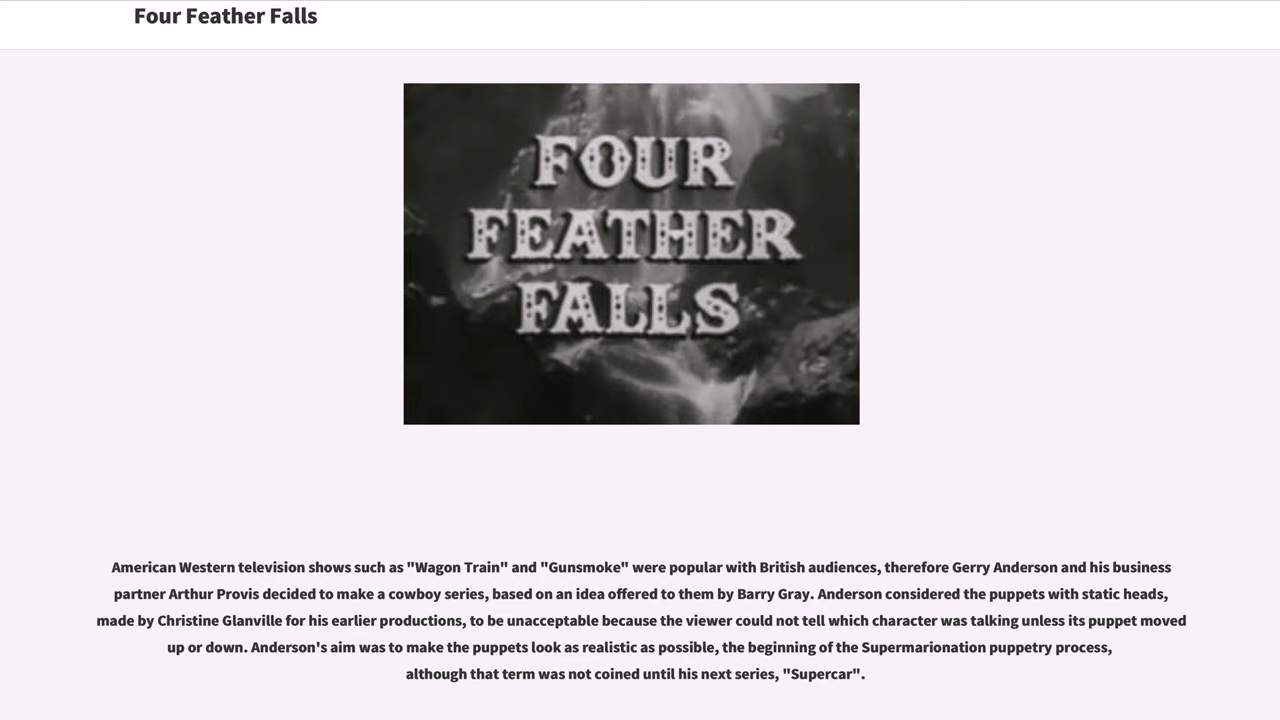 Four Feather Falls
FOUR
FEATHER
FALLS
American Western television shows such as "Wagon Train" and "Gunsmoke" were popular with British audiences, therefore Gerry Anderson and his business
partner Arthur Provis decided to make a cowboy series, based on an idea offered to them by Barry Gray. Anderson considered the puppets with static heads,
made by Christine Glanville for his earlier productions, to be unacceptable because the viewer could not tell which character was talking unless its puppet moved
up or down. Anderson's aim was to make the puppets look as realistic as possible, the beginning of the Supermarionation puppetry process,
although that term was not coined until his next series, "Supercar".